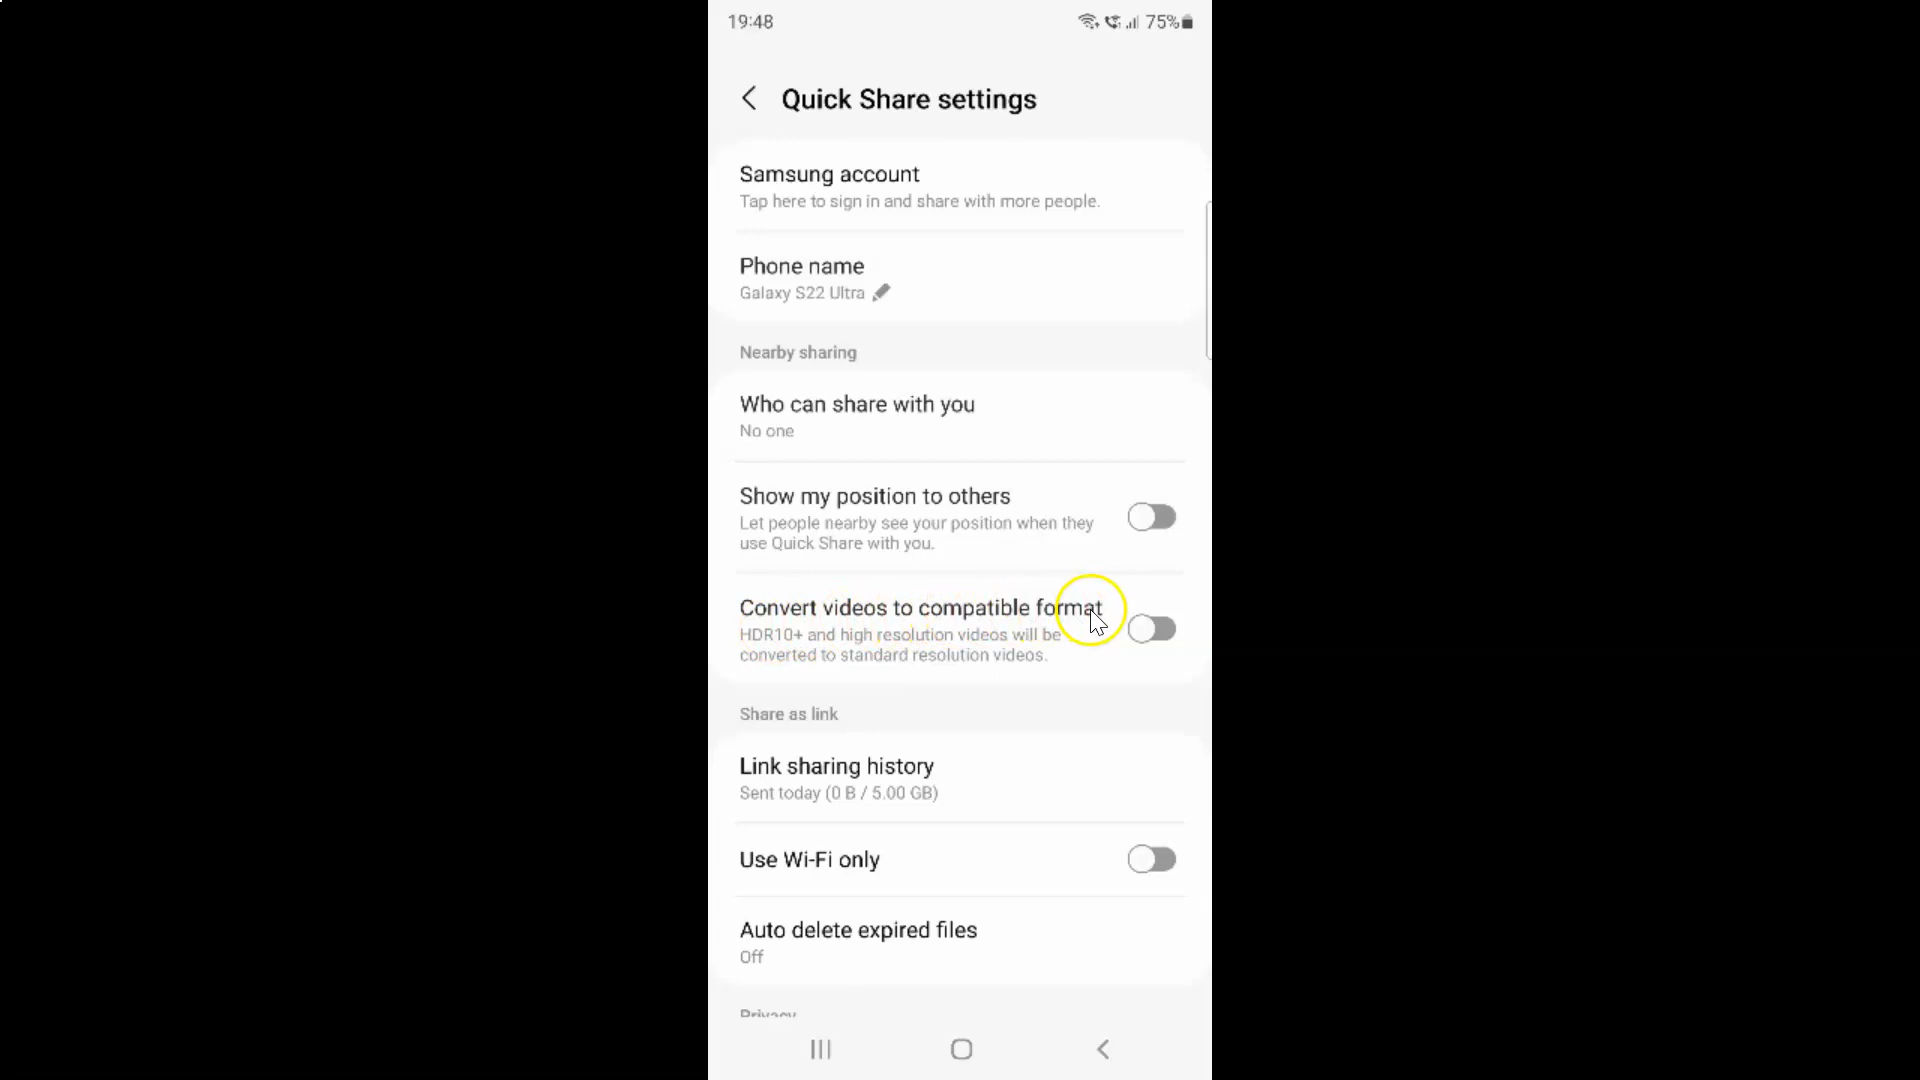 19:48
75%
Quick Share settings
Samsung account
Tap here to sign in and share with more people.
Phone name
Galaxy S22 Ultra
Nearby sharing
Who can share with you
No one
Show my position to others
Let people nearby see your position when they
use Quick Share with you.
Convert videos to compatible format
HDR10+ and high resolution videos will be
converted to standard resolution videos.
Share as link
Link sharing history
Sent today (0 B / 5.00 GB)
Use Wi-Fi only
Auto delete expired files
Off
Privacy